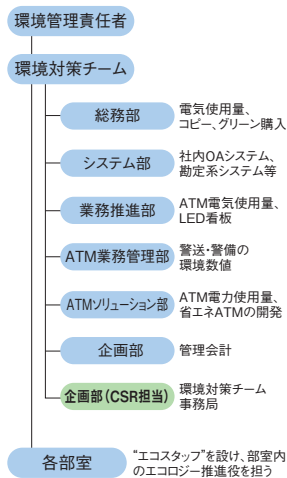 環境管理責任者
環境対策チーム
総務部
電気使用量、
コピー、グリーン購入
システム部
社内OAシステム、
勘定系システム等
業務推進部
ATM電気使用量、
LED看板
ATM業務管理部
警送・警備の
環境数値
ATMソリューション部
ATM電力使用量、
省エネATMの開発
企画部
管理会計
企画部（CSR担当）
環境対策チーム
事務局
各部室
“エコスタッフ”を設け、部室内
のエコロジー推進役を担う